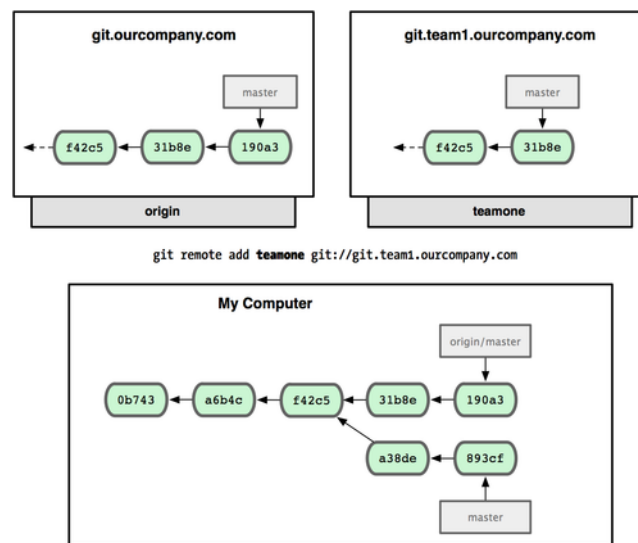 git.ourcompany.com
master
f42c5 31b8e 190a3
origin
git.team1.ourcompany.com
master
f42c5 31b8e
teamone
git remote add teamone git://git.team1.ourcompany.com
My Computer
origin/master
0b743 a6b4c f42c5 31b8e 190a3
a38de 893cf
master